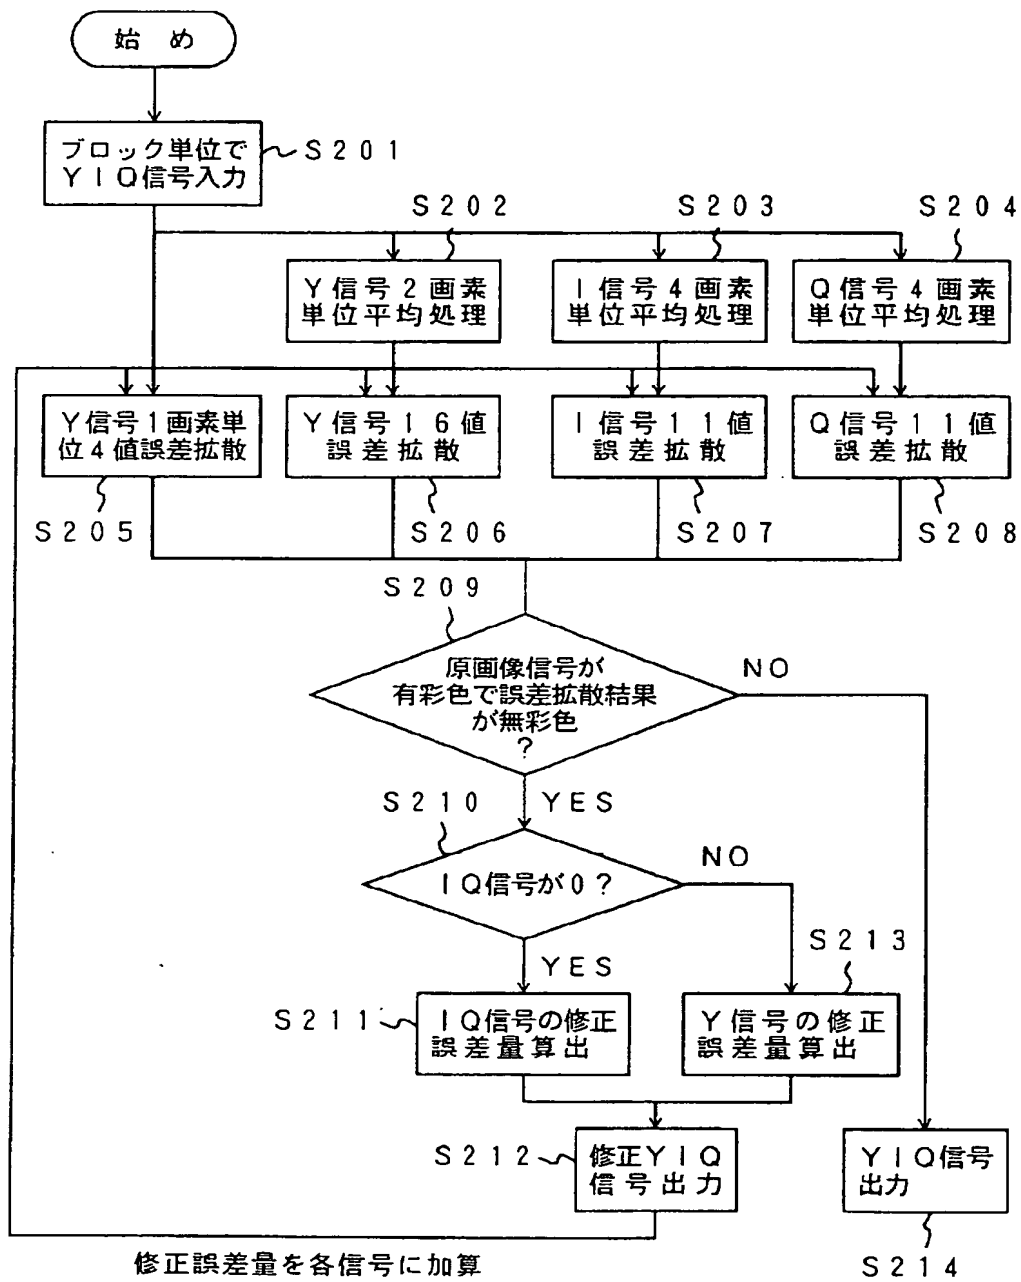 始　め
ブロック単位で
ＹＩＱ信号入力
Ｓ２０１
Ｓ２０２
Ｓ２０３
Ｓ２０４
Ｙ信号２画素
単位平均処理
Ｉ信号４画素
単位平均処理
Ｑ信号４画素
単位平均処理
Ｙ信号１画素単
位４値誤差拡散
Ｙ信号１６値
誤差拡散
Ｉ信号１１値
誤差拡散
Ｑ信号１１値
誤差拡散
Ｓ２０５
Ｓ２０６
Ｓ２０７
Ｓ２０８
Ｓ２０９
原画像信号が
有彩色で誤差拡散結果
が無彩色
？
ＮＯ
ＹＥＳ
Ｓ２１０
ＩＱ信号が０？
ＮＯ
ＹＥＳ
Ｓ２１３
Ｓ２１１
ＩＱ信号の修正
誤差量算出
Ｙ信号の修正
誤差量算出
Ｓ２１２
修正ＹＩＱ
信号出力
ＹＩＱ信号
出力
修正誤差量を各信号に加算
Ｓ２１４